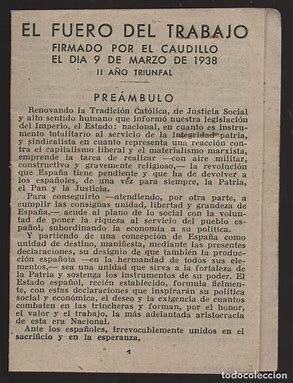 EL FUERO DEL TRABAJO
FIRMADO POR EL CAUDILLO
EL DIA 9 DE MARZO DE 1938
II AÑO TRIUNFAL
PREÁMBULO
Renovando la Tradición Católica, de Justicia Social
y alto sentido humano que informó nuestra legislación
del Imperio, el Estado: nacional, en cuanto es instru-
mento totalitario al servicio de la integridad patria,
y sindicalista en cuanto representa una reacción con-
tra el capitalismo liberal y el materialismo marxista,
emprende la tarea de realizar —con aire militar,
constructivo y gravemente religioso,— la revolución
que España tiene pendiente y que ha de devolver a
los españoles, de una vez para siempre, la Patria,
el Pan y la Justicia.
Para conseguirlo —atendiendo, por otra parte, a
cumplir las consignas unidad, libertad y grandeza de
España,— acude al plano de lo social con la volun-
tad de poner la riqueza al servicio del pueblo es-
pañol, subordinando la economía a su política.
Y partiendo de una concepción de España como
unidad de destino, manifiesta, mediante las presentes
declaraciones, su designio de que también la produc-
ción española —en la hermandad de todos sus ele-
mentos,— sea una unidad que sirva a la fortaleza de
la Patria y sostenga los instrumentos de su poder. El
Estado español, recién establecido, formula fielmen-
te, con estas declaraciones que inspirarán su política
social y económica, el deseo y la exigencia de cuantos
combaten las trincheras y forman, por el honor,
el valor y el trabajo, la más adelantada aristocracia
de esta era Nacional.
Ante los españoles, irrevocablemente unidos en el
sacrificio y en la esperanza,
1
todocoleccion